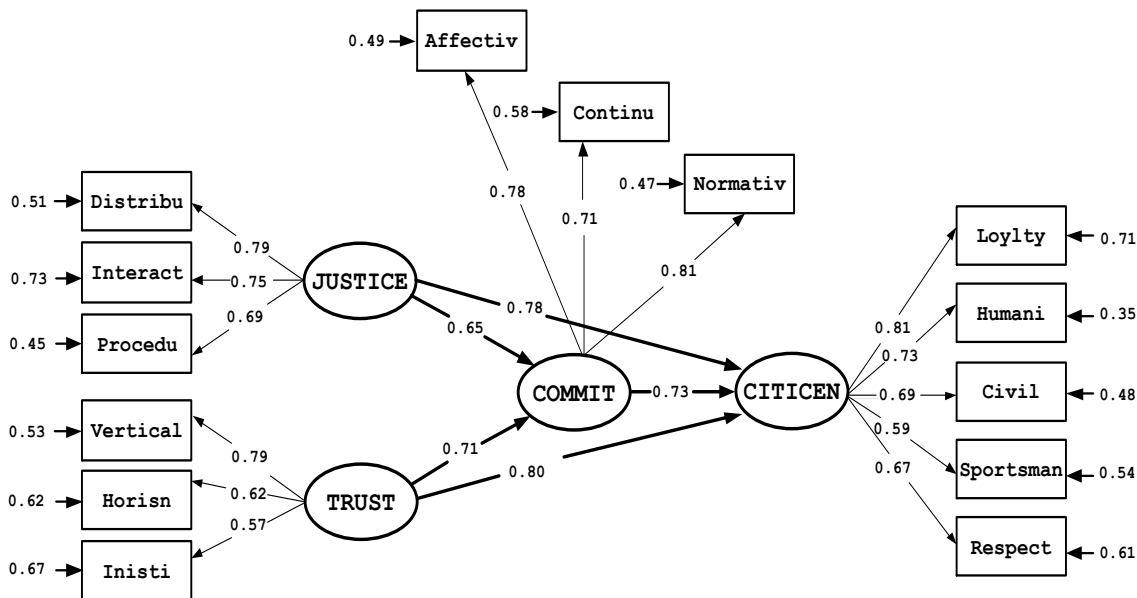 0.49
Affectiv
0.58
Continu
0.47
Normativ
0.78
0.71
0.81
0.51
Distribu
0.73
Interact
0.45
Procedu
0.79
0.75
0.69
JUSTICE
0.78
0.65
COMMIT
0.73
CITICEN
0.71
0.80
0.53
Vertical
0.62
Horisn
0.67
Inisti
0.79
0.62
0.57
TRUST
0.81
0.73
0.69
0.59
0.67
Loylty
0.71
Humani
0.35
Civil
0.48
Sportsman
0.54
Respect
0.61